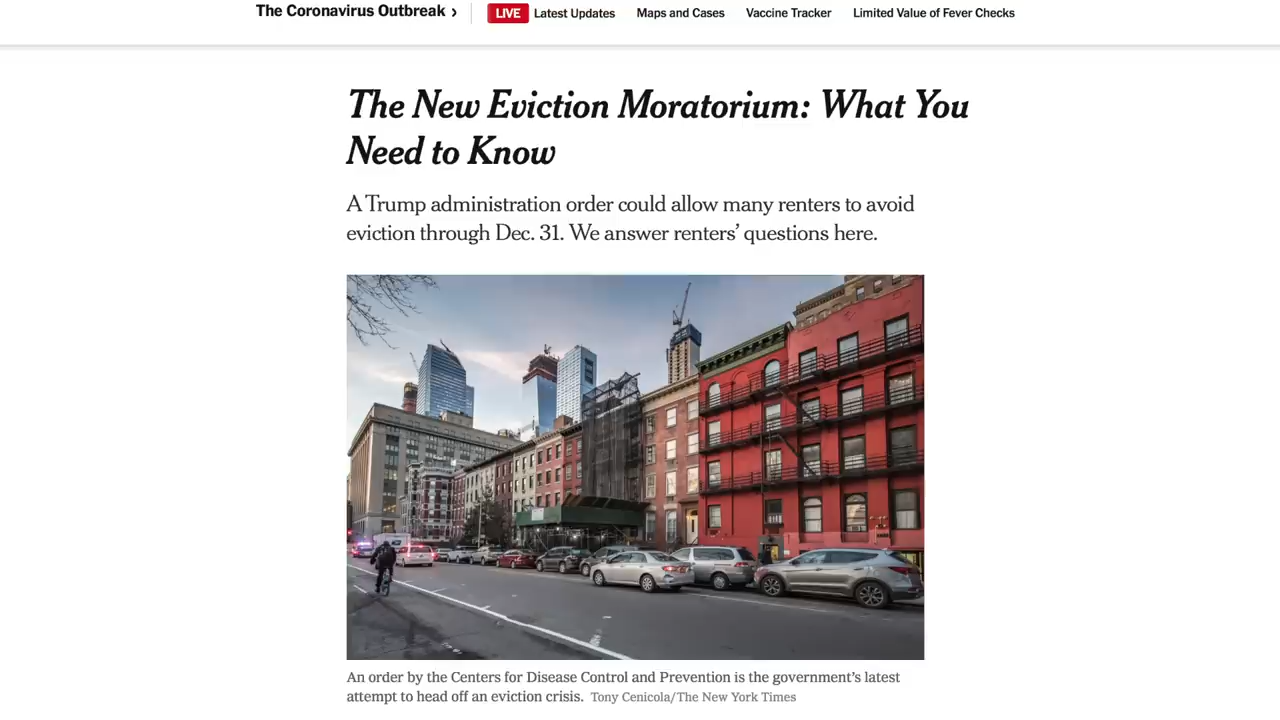 The Coronavirus Outbreak › LIVE Latest Updates Maps and Cases Vaccine Tracker Limited Value of Fever Checks
The New Eviction Moratorium: What You
Need to Know
A Trump administration order could allow many renters to avoid
eviction through Dec. 31. We answer renters’ questions here.
An order by the Centers for Disease Control and Prevention is the government’s latest
attempt to head off an eviction crisis. Tony Cenicola/The New York Times